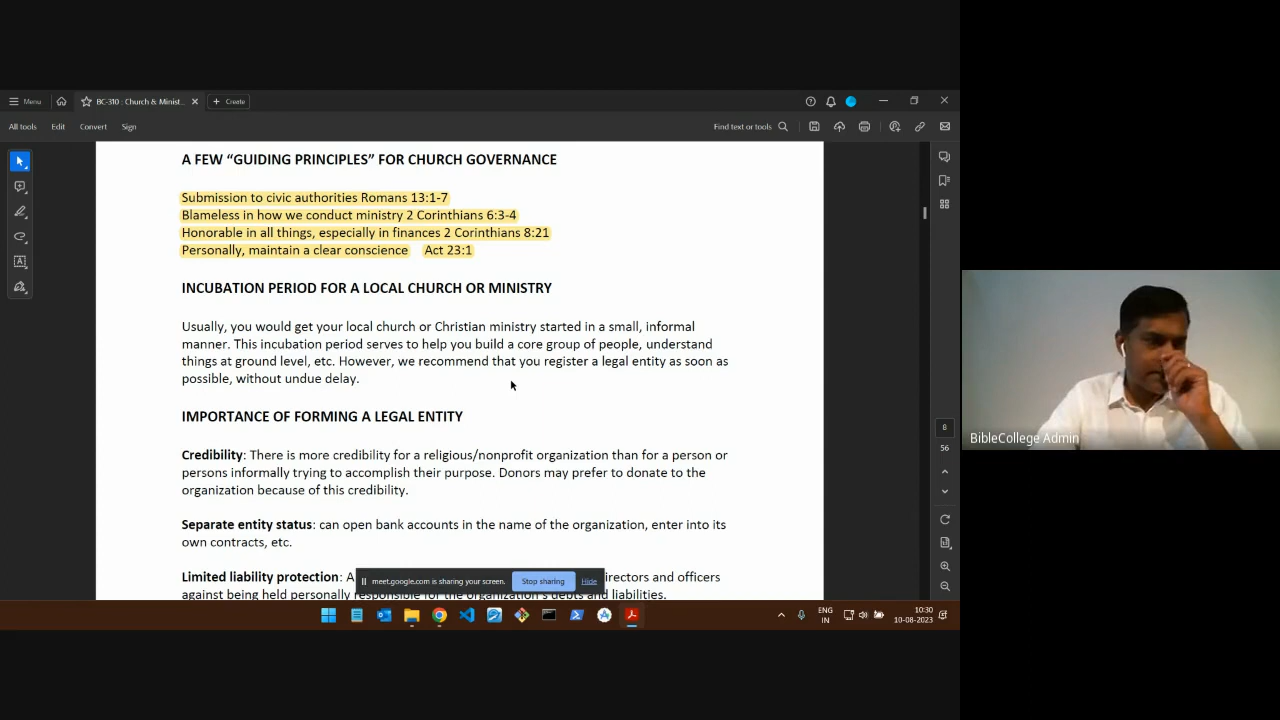 Menu
BC-310 : Church & Minist...
Create
All tools
Edit
Convert
Sign
Find text or tools
A FEW “GUIDING PRINCIPLES” FOR CHURCH GOVERNANCE
Submission to civic authorities Romans 13:1-7
Blameless in how we conduct ministry 2 Corinthians 6:3-4
Honorable in all things, especially in finances 2 Corinthians 8:21
Personally, maintain a clear conscience Act 23:1
INCUBATION PERIOD FOR A LOCAL CHURCH OR MINISTRY
Usually, you would get your local church or Christian ministry started in a small, informal
manner. This incubation period serves to help you build a core group of people, understand
things at ground level, etc. However, we recommend that you register a legal entity as soon as
possible, without undue delay.
IMPORTANCE OF FORMING A LEGAL ENTITY
Credibility: There is more credibility for a religious/nonprofit organization than for a person or
persons informally trying to accomplish their purpose. Donors may prefer to donate to the
organization because of this credibility.
Separate entity status: can open bank accounts in the name of the organization, enter into its
own contracts, etc.
Limited liability protection: A irectors and officers
against being held personally responsible for the organization's debts and liabilities.
meet.google.com is sharing your screen.
Stop sharing
Hide
8
56
BibleCollege Admin
ENG
IN
10:30
10-08-2023